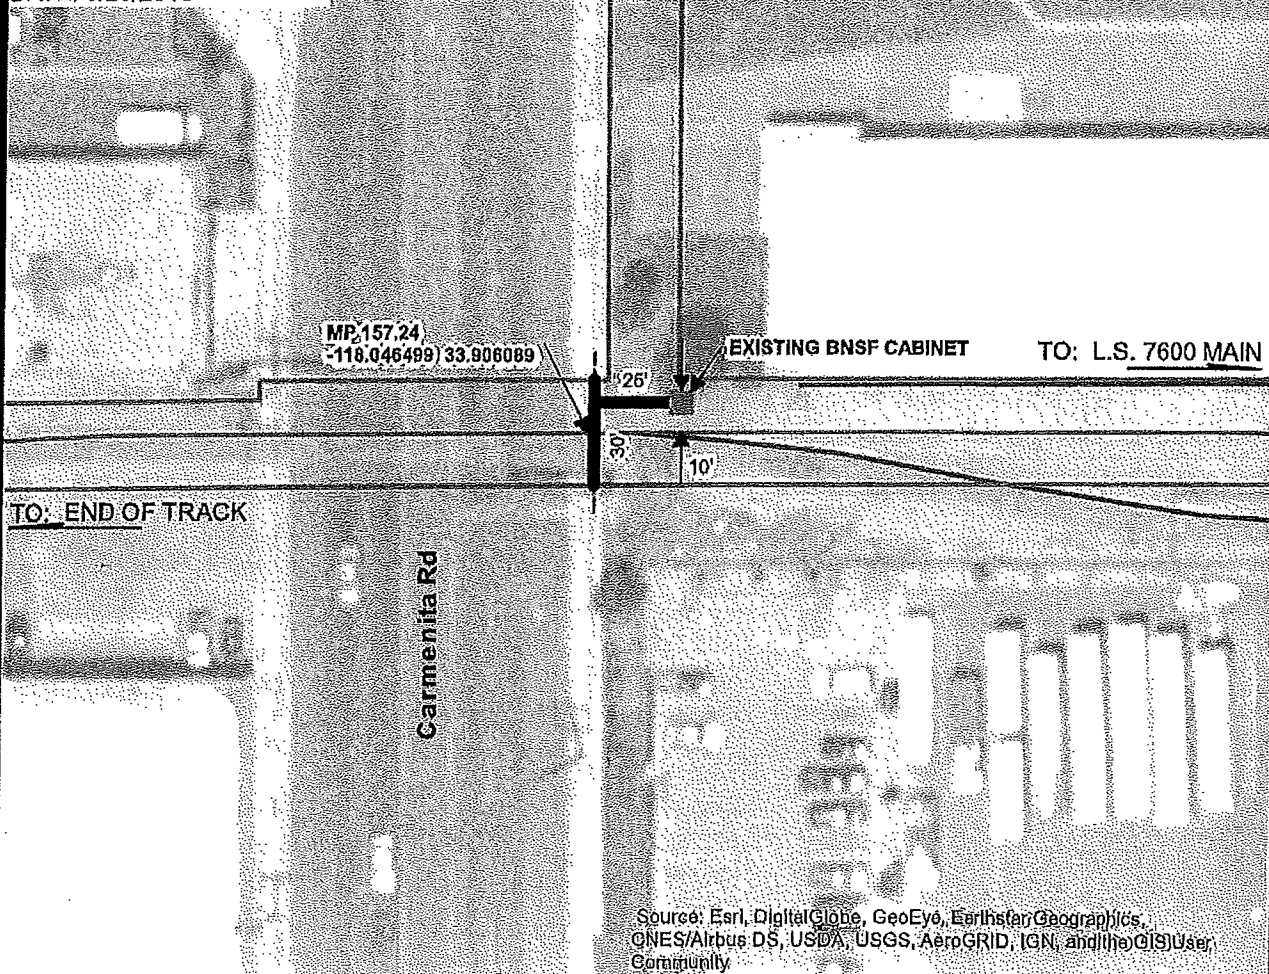 MP 157.24
-118.046499, 33.906089
EXISTING BNSF CABINET
TO: L.S. 7600 MAIN
25'
30'
10'
TO: END OF TRACK
Carmenita Rd
Source: Esri, DigitalGlobe, GeoEye, Earthstar Geographics,
CNES/Airbus DS, USDA, USGS, AeroGRID, IGN, and the GIS User
Community